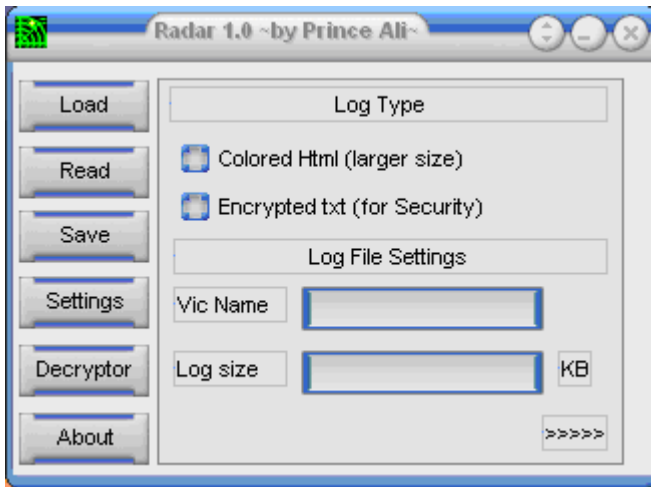 Radar 1.0 ~by Prince Ali~
Load
Read
Save
Settings
Decryptor
About
Log Type
Colored Html (larger size)
Encrypted txt (for Security)
Log File Settings
Vic Name
Log size
KB
>>>>>